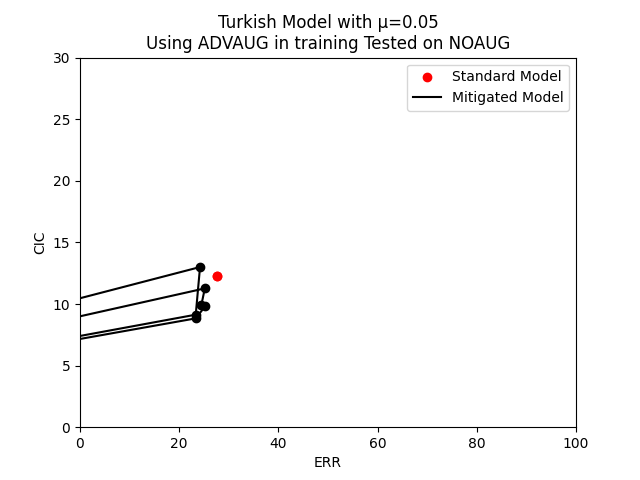 Turkish Model with μ=0.05
Using ADVAUG in training Tested on NOAUG
Standard Model
Mitigated Model
30
25
20
15
10
5
0
CIC
0 20 40 60 80 100
ERR